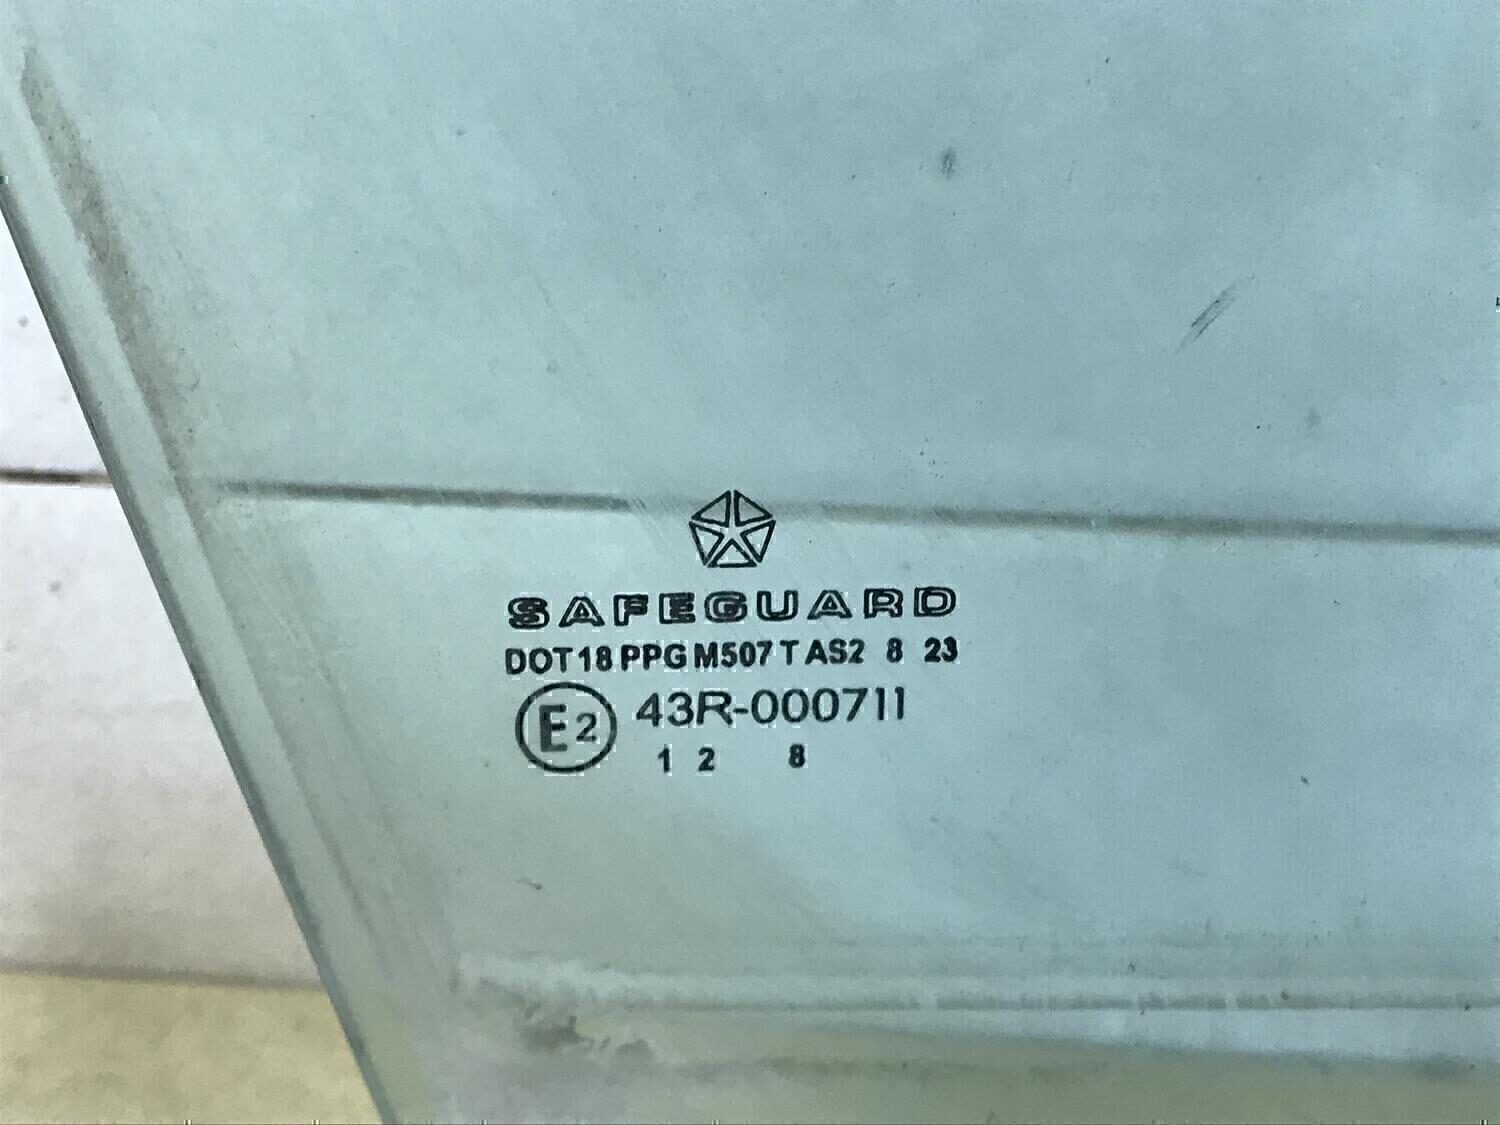 SAFEGUARD
DOT 18 PPG M507 T AS2 8 23
E2 43R-000711
1 2 8